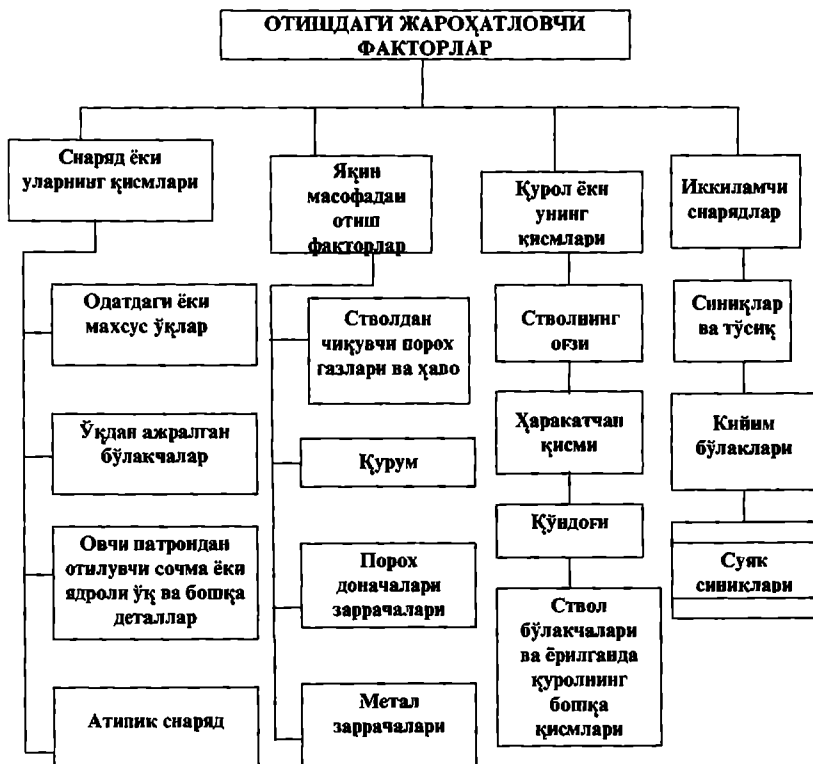 ОТИШДАГИ ЖАРОҲАТЛОВЧИ
ФАКТОРЛАР
Снаряд ёки
уларнинг қисмлари
Одатдаги ёки
махсус ўқлар
Ўқдан ажралган
бўлакчалар
Овчи патрондан
отилувчи сочма ёки
ядроли ўқ ва бошқа
деталлар
Атипик снаряд
Яқин
масофадан
отиш
факторлар
Стволдан
чиқувчи порох
газлари ва ҳаво
Қурум
Порох
доначалари
заррачалари
Метал
заррачалари
Қурол ёки
унинг
қисмлари
Стволнинг
оғзи
Ҳаракатчан
қисми
Қўндоғи
Ствол
бўлакчалари
ва ёрилганда
қуролнинг
бошқа
қисмлари
Иккиламчи
снарядлар
Синиқлар
ва тўсиқ
Кийим
бўлаклари
Суяк
синиқлари